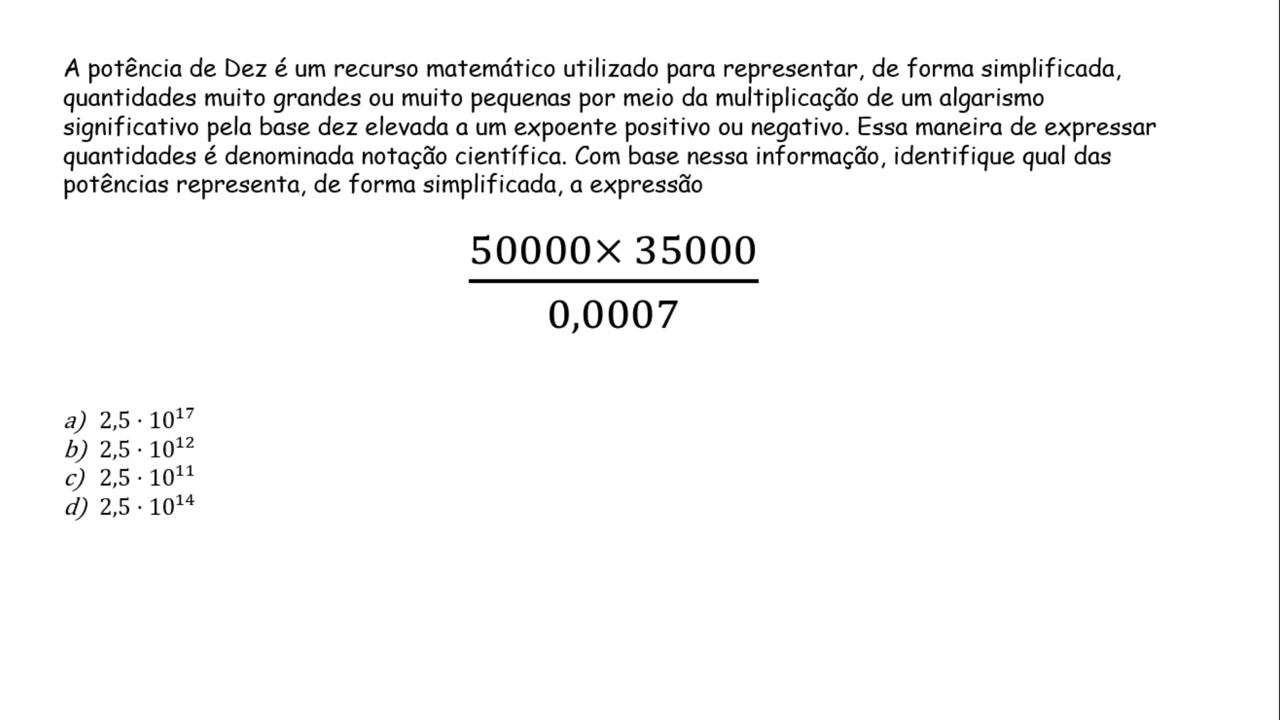 A potência de Dez é um recurso matemático utilizado para representar, de forma simplificada,
quantidades muito grandes ou muito pequenas por meio da multiplicação de um algarismo
significativo pela base dez elevada a um expoente positivo ou negativo. Essa maneira de expressar
quantidades é denominada notação científica. Com base nessa informação, identifique qual das
potências representa, de forma simplificada, a expressão
50000× 35000
0,0007
a) 2,5 · 10¹⁷
b) 2,5 · 10¹²
c) 2,5 · 10¹¹
d) 2,5 · 10¹⁴